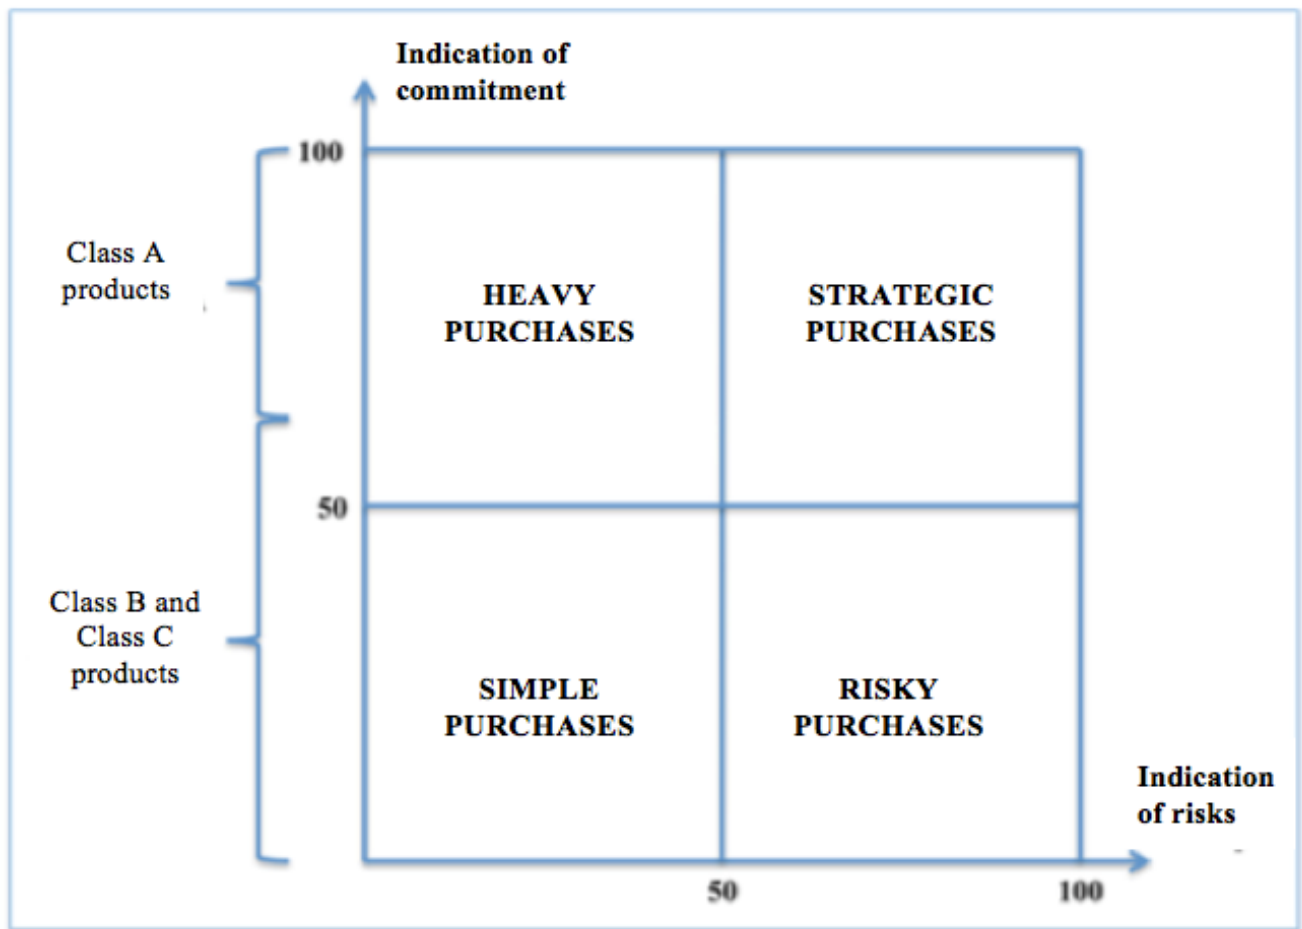 Indication of
commitment
100
Class A
products
HEAVY
PURCHASES
STRATEGIC
PURCHASES
50
Class B and
Class C
products
SIMPLE
PURCHASES
RISKY
PURCHASES
Indication
of risks
50
100